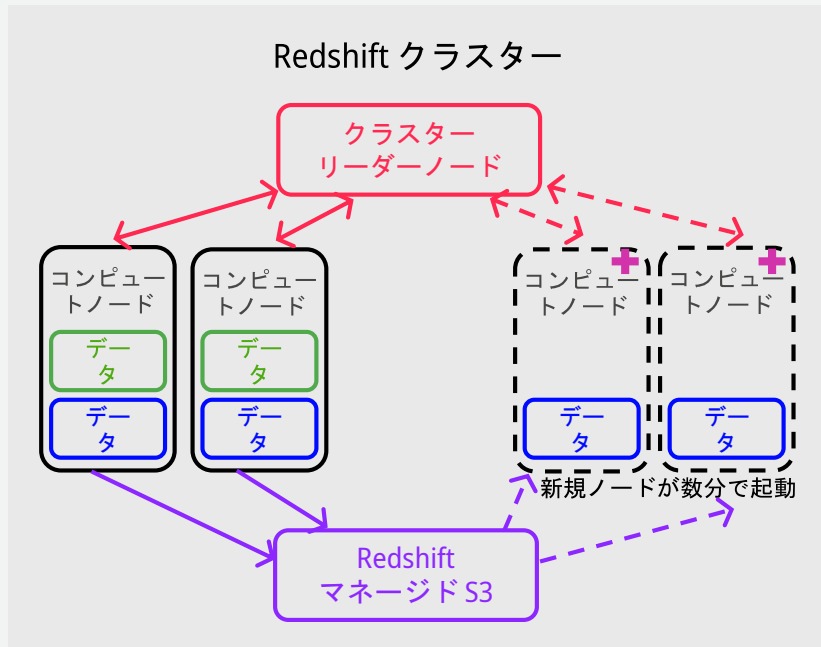 Redshift クラスター
クラスター
リーダーノード
コンピュー
トノード
データ
データ
コンピュー
トノード
データ
データ
コンピュー
トノード
デー
タ
コンピュー
トノード
デー
タ
新規ノードが数分で起動
Redshift
マネージド S3